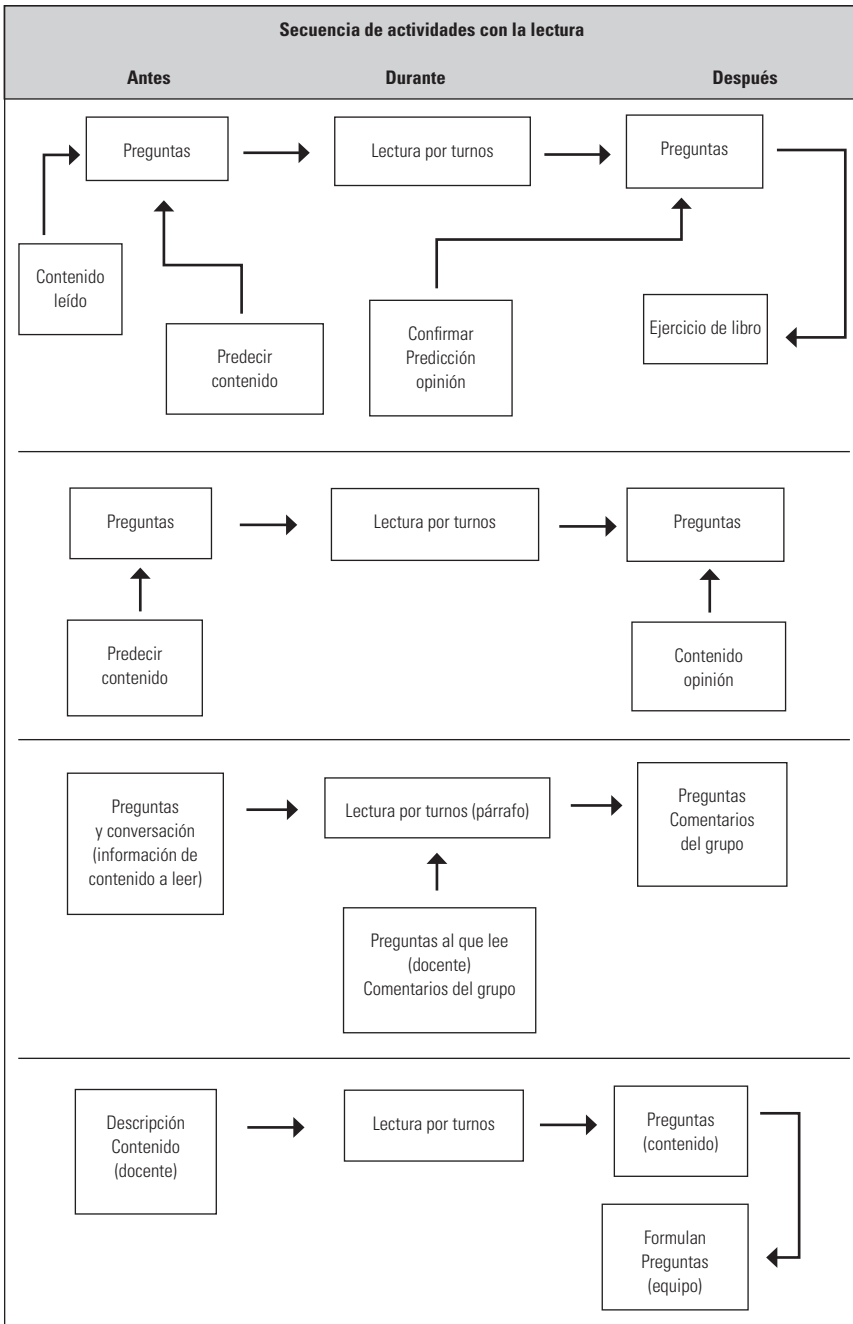 Secuencia de actividades con la lectura
Antes
Durante
Después
Preguntas
Lectura por turnos
Preguntas
Contenido
leído
Predecir
contenido
Confirmar
Predicción
opinión
Ejercicio de libro
Preguntas
Lectura por turnos
Preguntas
Predecir
contenido
Contenido
opinión
Preguntas
y conversación
(información de
contenido a leer)
Lectura por turnos (párrafo)
Preguntas
Comentarios
del grupo
Preguntas al que lee
(docente)
Comentarios del grupo
Descripción
Contenido
(docente)
Lectura por turnos
Preguntas
(contenido)
Formulan
Preguntas
(equipo)